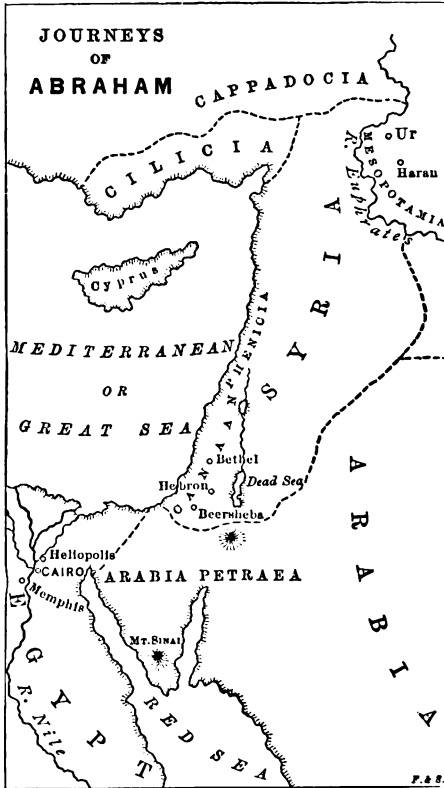 JOURNEYS
OF
ABRAHAM
CAPPADOCIA
CILICIA
Ur
Haran
MESOPOTAMIA
R. Euphrates
Cyprus
SYRIA
PHENICIA
MEDITERRANEAN
OR
GREAT SEA
CANAAN
Bethel
Hebron
Dead Sea
Beersheba
ARABIA
Heliopolis
CAIRO
Memphis
ARABIA PETRAEA
MT. SINAI
EGYPT
R. Nile
RED SEA
F. & S.